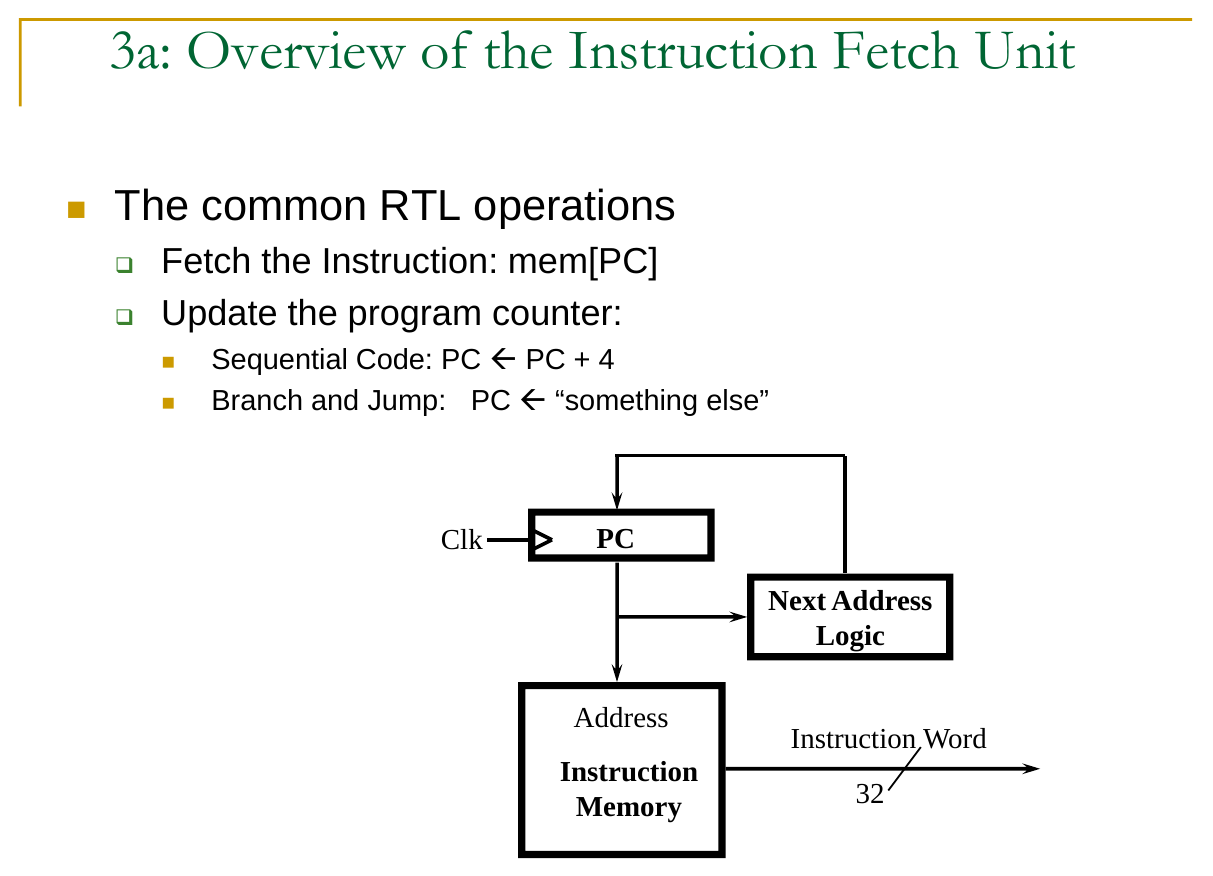 3a: Overview of the Instruction Fetch Unit
The common RTL operations
Fetch the Instruction: mem[PC]
Update the program counter:
Sequential Code: PC ← PC + 4
Branch and Jump: PC ← “something else”
Clk
PC
Next Address
Logic
Address
Instruction Word
Instruction
Memory
32